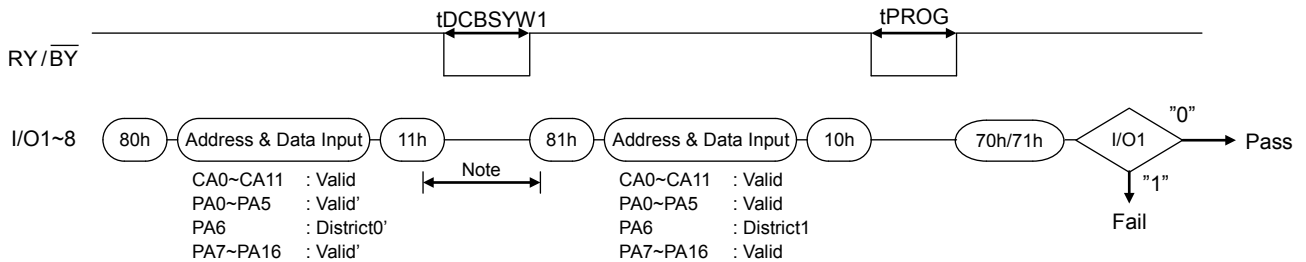 tDCBSYW1
tPROG
RY/BY
I/O1~8
80h
Address & Data Input
11h
81h
Address & Data Input
10h
70h/71h
I/O1
”0”
Pass
Note
”1”
Fail
CA0~CA11 : Valid
PA0~PA5 : Valid’
PA6 : District0’
PA7~PA16 : Valid’
CA0~CA11 : Valid
PA0~PA5 : Valid
PA6 : District1
PA7~PA16 : Valid